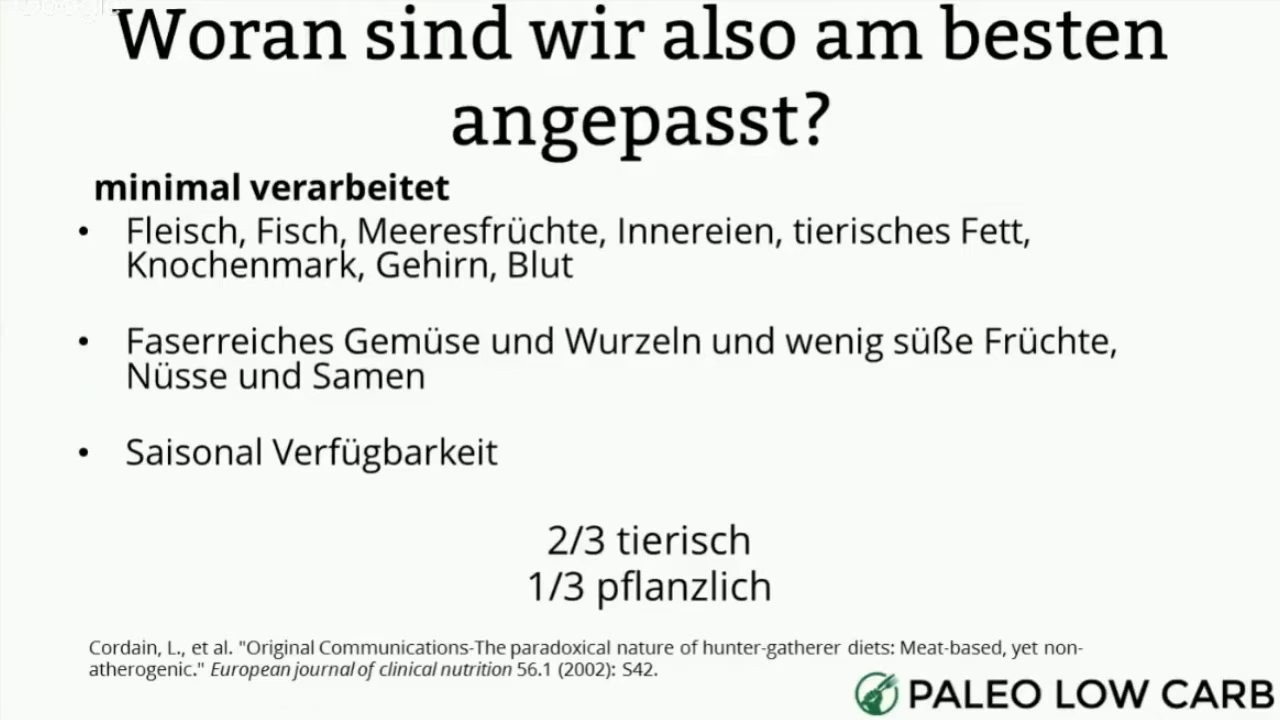 Google
Woran sind wir also am besten
angepasst?
minimal verarbeitet
• Fleisch, Fisch, Meeresfrüchte, Innereien, tierisches Fett,
Knochenmark, Gehirn, Blut
• Faserreiches Gemüse und Wurzeln und wenig süße Früchte,
Nüsse und Samen
• Saisonal Verfügbarkeit
2/3 tierisch
1/3 pflanzlich
Cordain, L., et al. "Original Communications-The paradoxical nature of hunter-gatherer diets: Meat-based, yet non-
atherogenic." European journal of clinical nutrition 56.1 (2002): S42.
PALEO LOW CARB